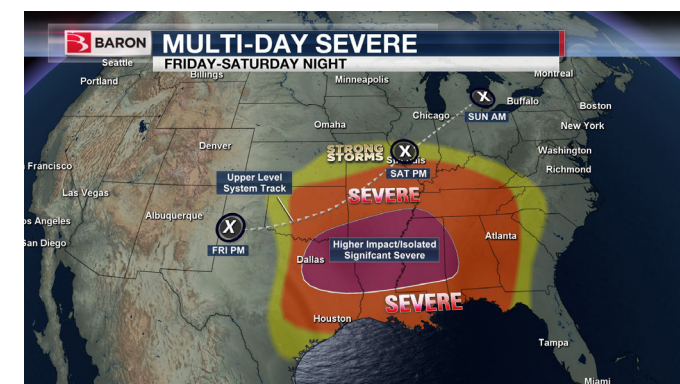 BARON
MULTI-DAY SEVERE
FRIDAY-SATURDAY NIGHT
Seattle
Billings
Portland
Minneapolis
Montreal
X
Buffalo
Boston
SUN AM
Chicago
Omaha
New York
Denver
STRONG
STORMS
X
Washington
Francisco
SAT PM
Richmond
Upper Level
System Track
Las Vegas
SEVERE
Albuquerque
os Angeles
X
Atlanta
San Diego
FRI PM
Higher Impact/Isolated
Signifcant Severe
Dallas
SEVERE
Houston
Tampa
Miami